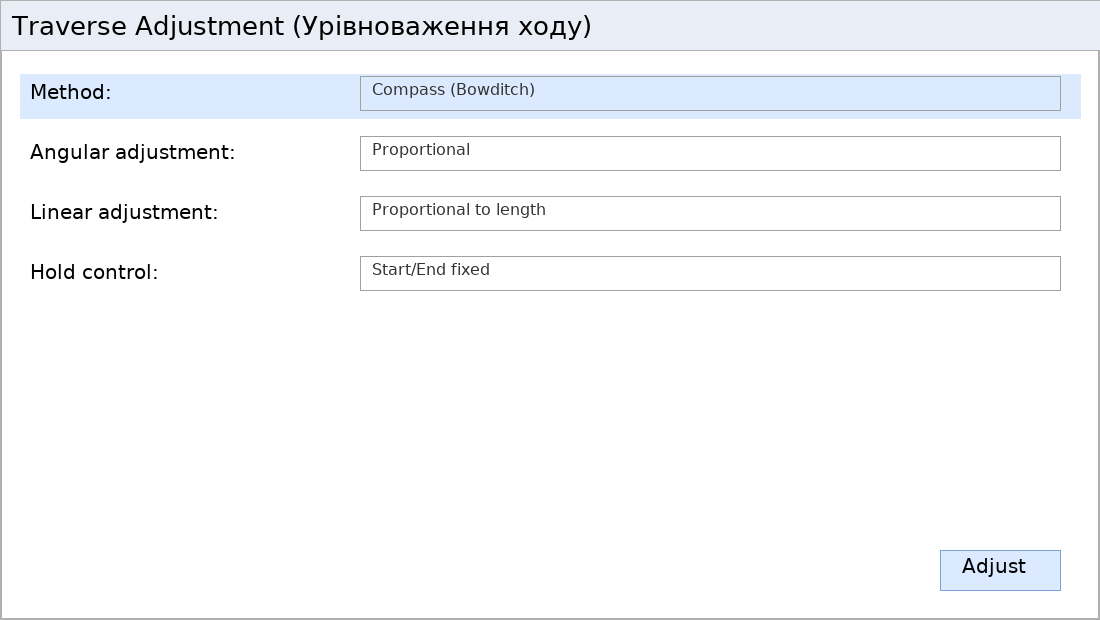 Traverse Adjustment (Урівноваження ходу)
Method: Compass (Bowditch)
Angular adjustment: Proportional
Linear adjustment: Proportional to length
Hold control: Start/End fixed
Adjust